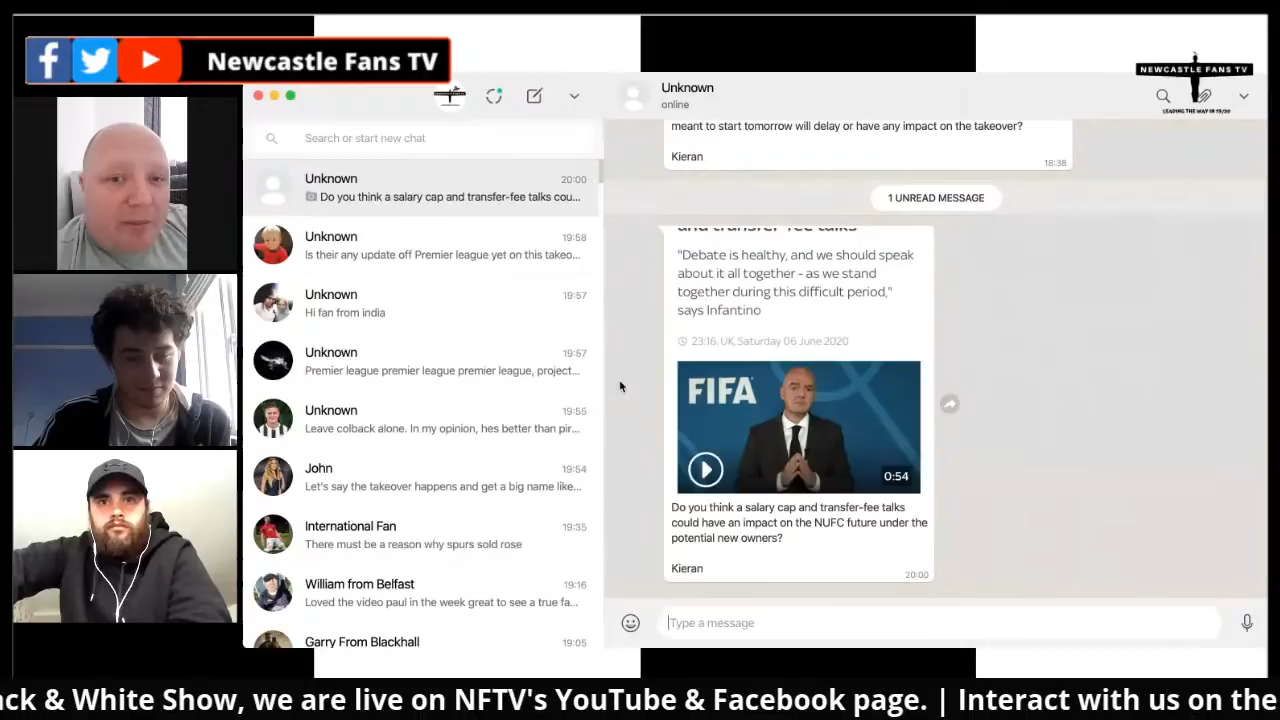 Newcastle Fans TV
NEWCASTLE FANS TV
LEADING THE WAY IN 19/20
Search or start new chat
Unknown
20:00
Do you think a salary cap and transfer-fee talks cou...
Unknown
19:58
Is their any update off Premier league yet on this takeo...
Unknown
19:57
Hi fan from india
Unknown
19:57
Premier league premier league premier league, project...
Unknown
19:55
Leave colback alone. In my opinion, hes better than pir...
John
19:54
Let's say the takeover happens and get a big name like...
International Fan
19:35
There must be a reason why spurs sold rose
William from Belfast
19:16
Loved the video paul in the week great to see a true fa...
Garry From Blackhall
19:05
Unknown
online
meant to start tomorrow will delay or have any impact on the takeover?
Kieran
18:38
1 UNREAD MESSAGE
and transfer-fee talks
"Debate is healthy, and we should speak
about it all together - as we stand
together during this difficult period,"
says Infantino
23:16, UK, Saturday 06 June 2020
FIFA
0:54
Do you think a salary cap and transfer-fee talks
could have an impact on the NUFC future under the
potential new owners?
Kieran
20:00
Type a message
ack & White Show, we are live on NFTV's YouTube & Facebook page. | Interact with us on the